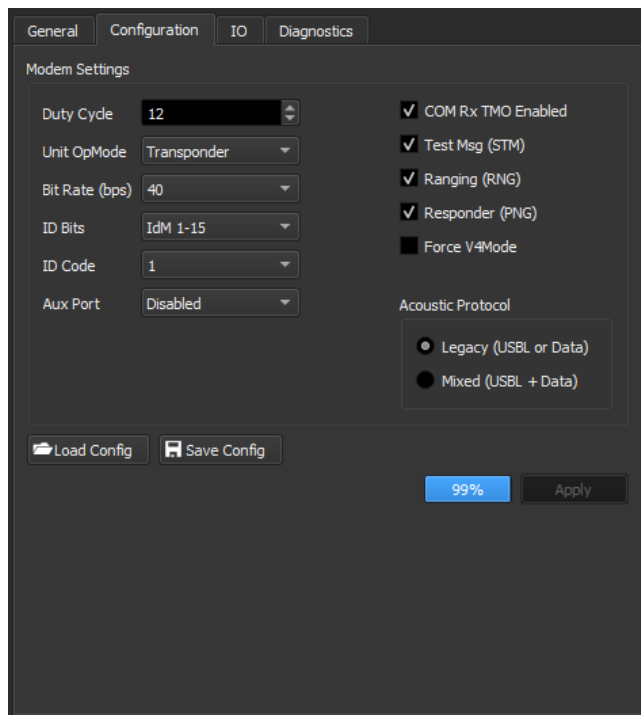 General Configuration IO Diagnostics
Modem Settings
Duty Cycle 12
Unit OpMode Transponder
Bit Rate (bps) 40
ID Bits IdM 1-15
ID Code 1
Aux Port Disabled
COM Rx TMO Enabled
Test Msg (STM)
Ranging (RNG)
Responder (PNG)
Force V4Mode
Acoustic Protocol
Legacy (USBL or Data)
Mixed (USBL + Data)
Load Config Save Config
99% Apply